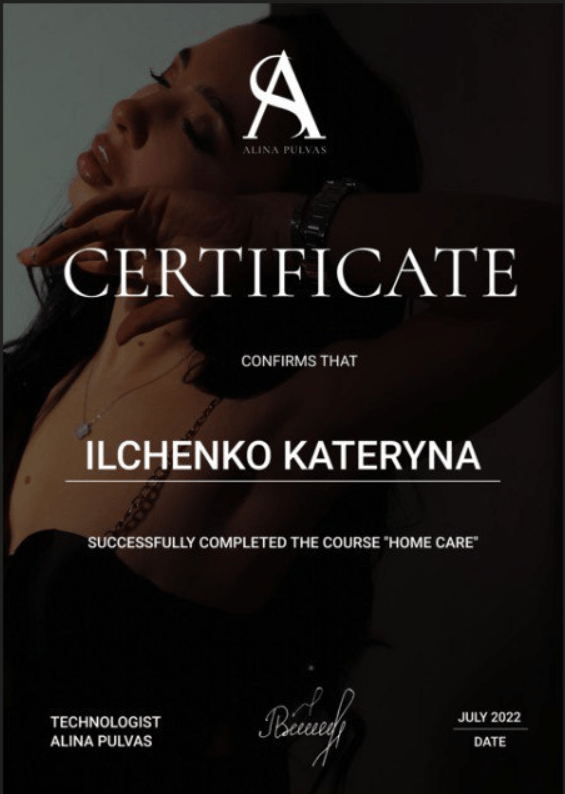 ALINA PULVAS
CERTIFICATE
CONFIRMS THAT
ILCHENKO KATERYNA
SUCCESSFULLY COMPLETED THE COURSE "HOME CARE"
TECHNOLOGIST
ALINA PULVAS
JULY 2022
DATE